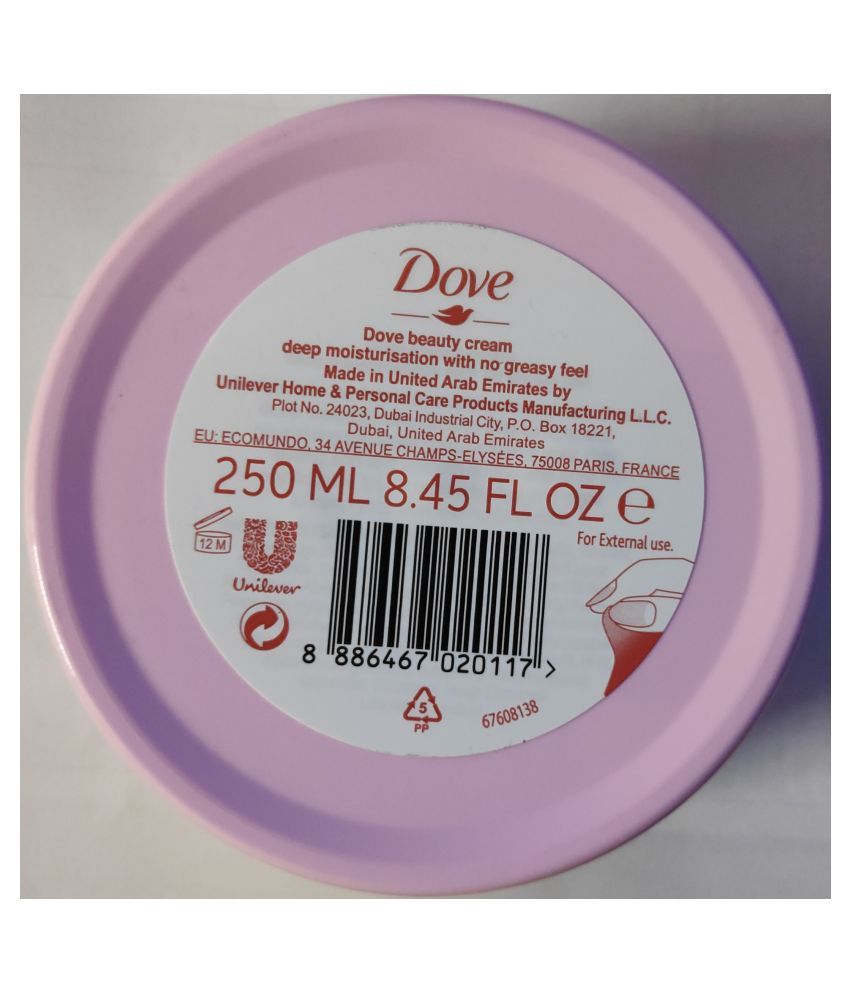 Dove
Dove beauty cream
deep moisturisation with no greasy feel
Made in United Arab Emirates by
Unilever Home & Personal Care Products Manufacturing L.L.C.
Plot No. 24023, Dubai Industrial City, P.O. Box 18221,
Dubai, United Arab Emirates
EU: ECOMUNDO, 34 AVENUE CHAMPS-ELYSÉES, 75008 PARIS, FRANCE
250 ML 8.45 FL OZ ℮
12 M
Unilever
For External use.
8 886467 020117 >
5
PP
67608138